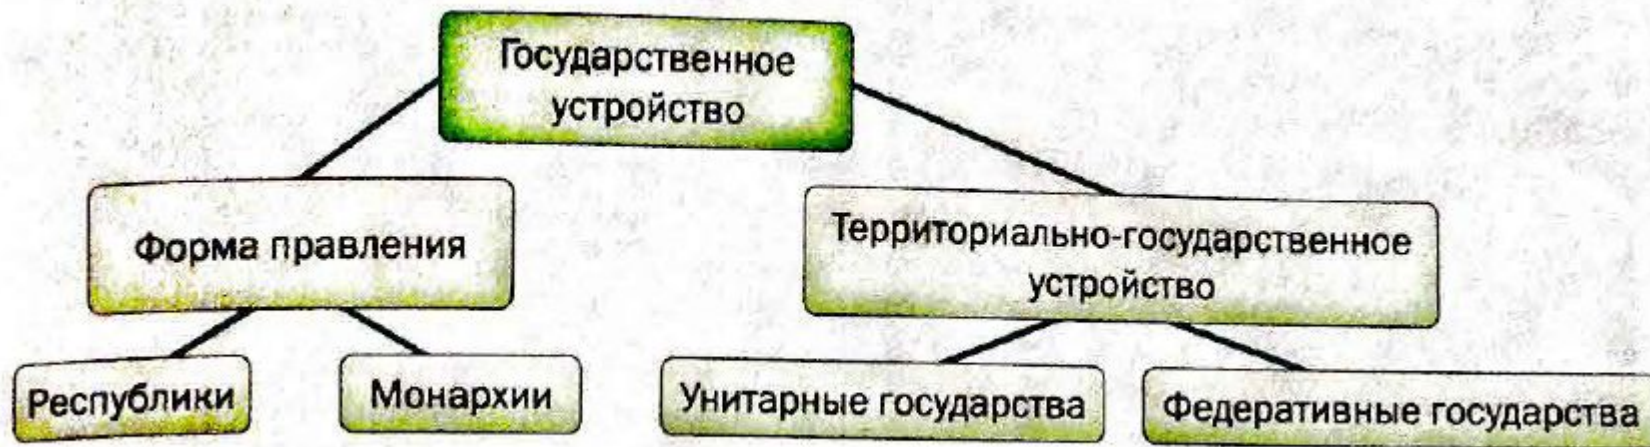 Государственное
устройство
Форма правления
Территориально-государственное
устройство
Республики
Монархии
Унитарные государства
Федеративные государства